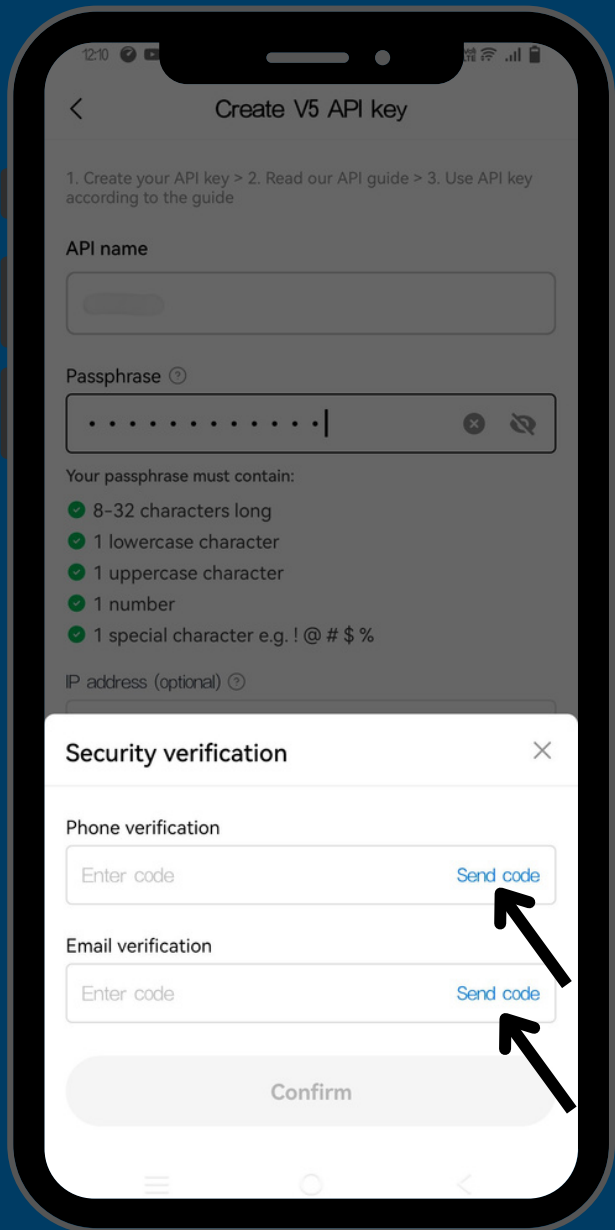 12:10
Create V5 API key
1. Create your API key > 2. Read our API guide > 3. Use API key
according to the guide
API name
Passphrase
Your passphrase must contain:
8-32 characters long
1 lowercase character
1 uppercase character
1 number
1 special character e.g. ! @ # $ %
IP address (optional)
Security verification
Phone verification
Enter code Send code
Email verification
Enter code Send code
Confirm